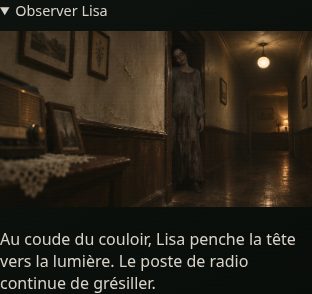 ▼ Observer Lisa
Au coude du couloir, Lisa penche la tête
vers la lumière. Le poste de radio
continue de grésiller.